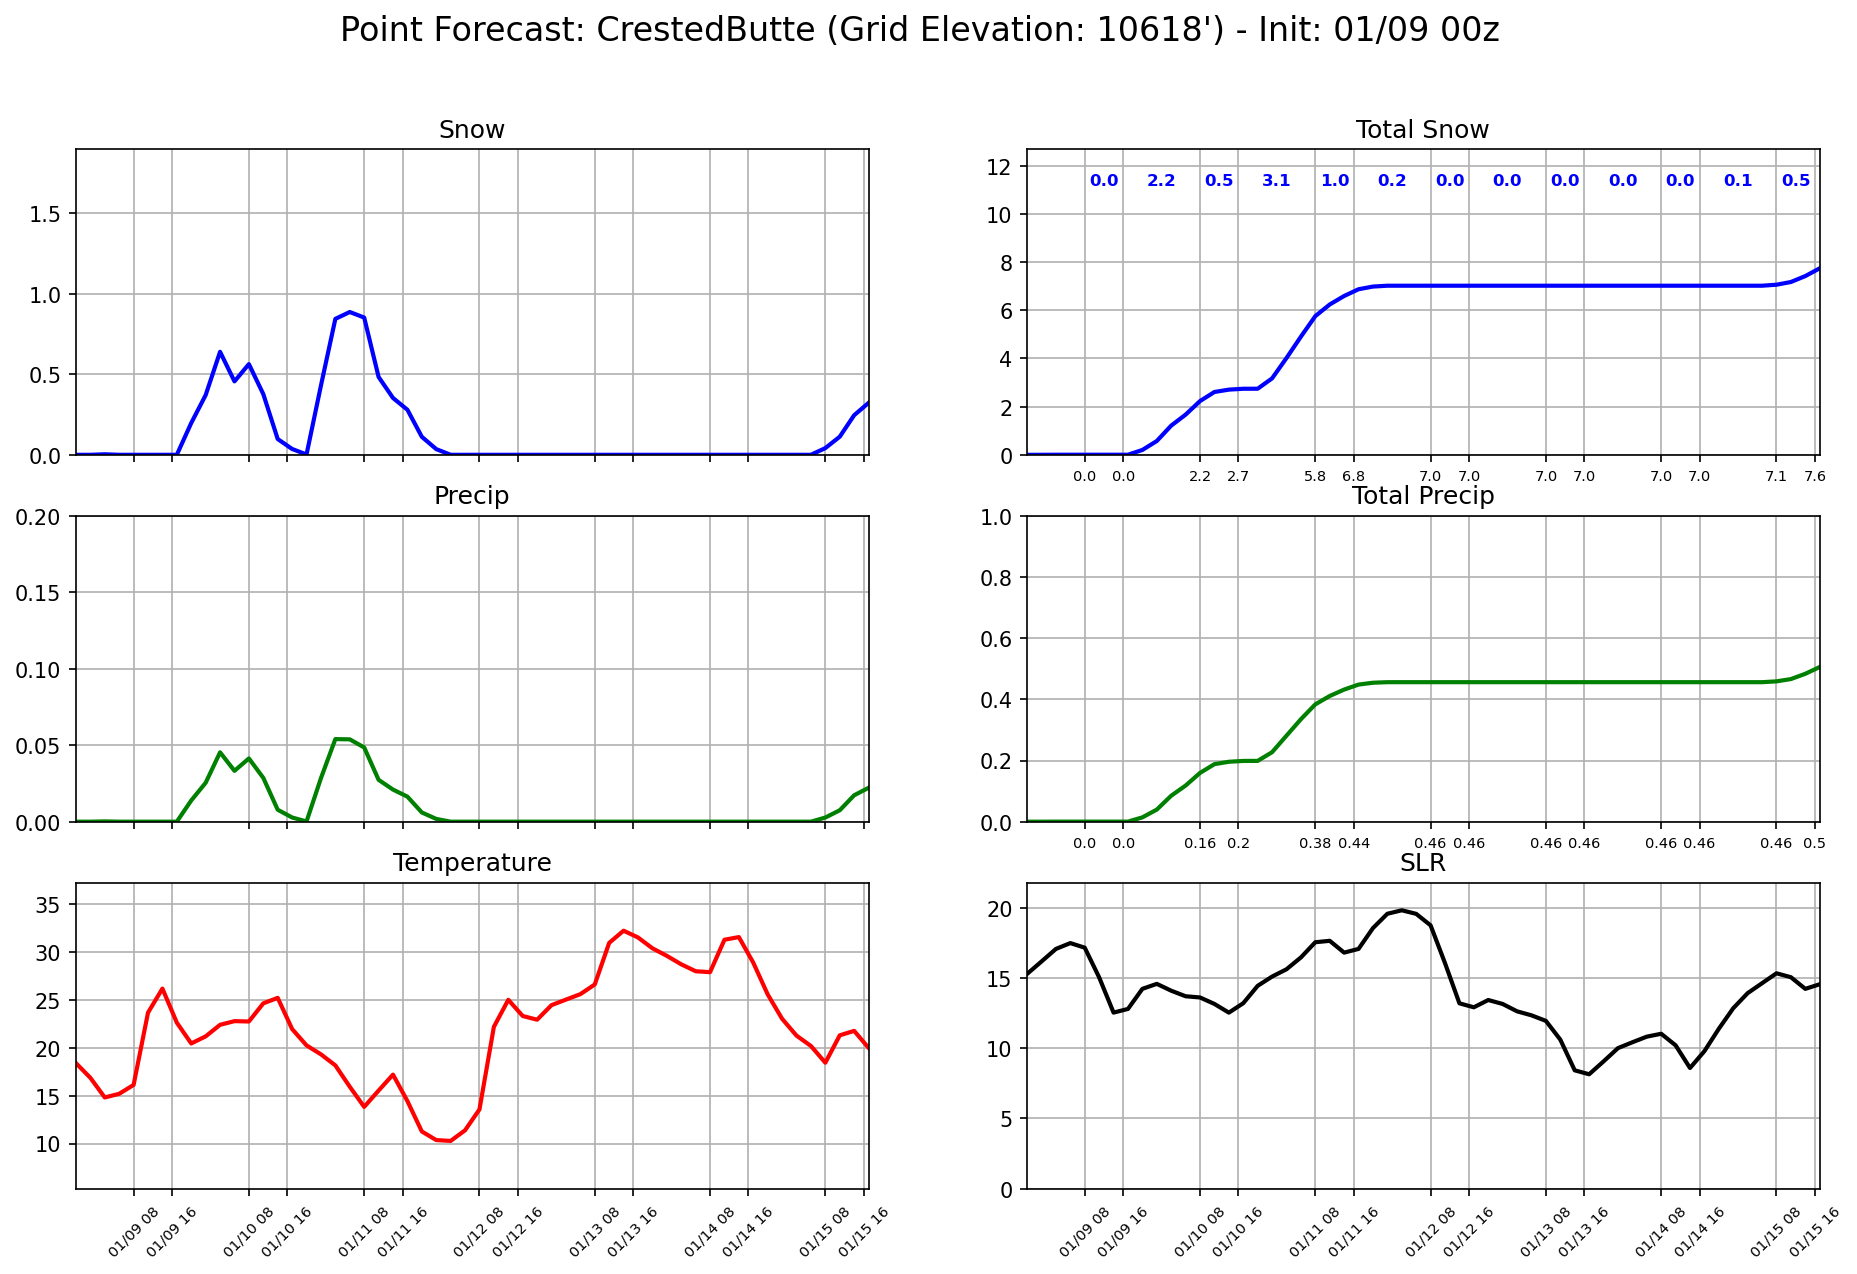 Point Forecast: CrestedButte (Grid Elevation: 10618') - Init: 01/09 00z
Snow
1.5
1.0
0.5
0.0
Total Snow
12
10
8
6
4
2
0
0.0 2.2 0.5 3.1 1.0 0.2 0.0 0.0 0.0 0.0 0.0 0.1 0.5
0.0 0.0 2.2 2.7 5.8 6.8 7.0 7.0 7.0 7.0 7.0 7.0 7.1 7.6
Precip
0.20
0.15
0.10
0.05
0.00
Total Precip
1.0
0.8
0.6
0.4
0.2
0.0
0.0 0.0 0.16 0.2 0.38 0.44 0.46 0.46 0.46 0.46 0.46 0.46 0.46 0.5
Temperature
35
30
25
20
15
10
01/09 08 01/09 16 01/10 08 01/10 16 01/11 08 01/11 16 01/12 08 01/12 16 01/13 08 01/13 16 01/14 08 01/14 16 01/15 08 01/15 16
SLR
20
15
10
5
0
01/09 08 01/09 16 01/10 08 01/10 16 01/11 08 01/11 16 01/12 08 01/12 16 01/13 08 01/13 16 01/14 08 01/14 16 01/15 08 01/15 16